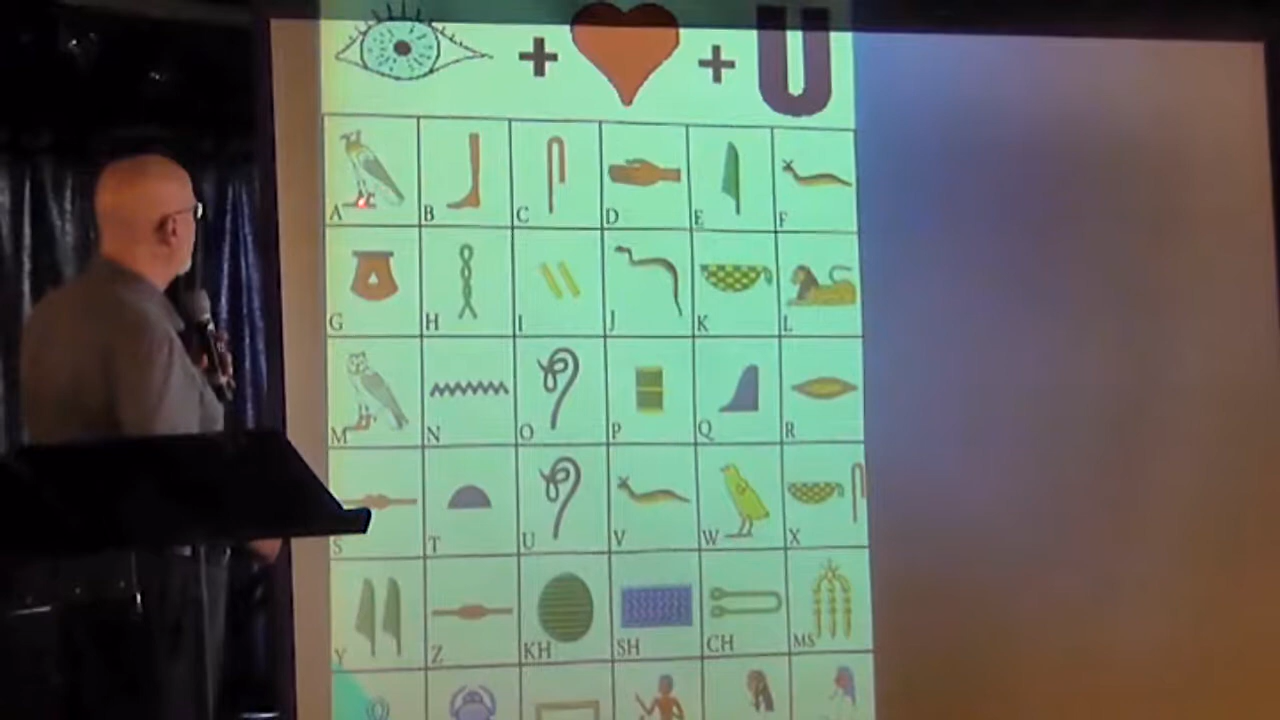 + + U
A B C D E F
G H I J K L
M N O P Q R
S T U V W X
Y Z KH SH CH MS